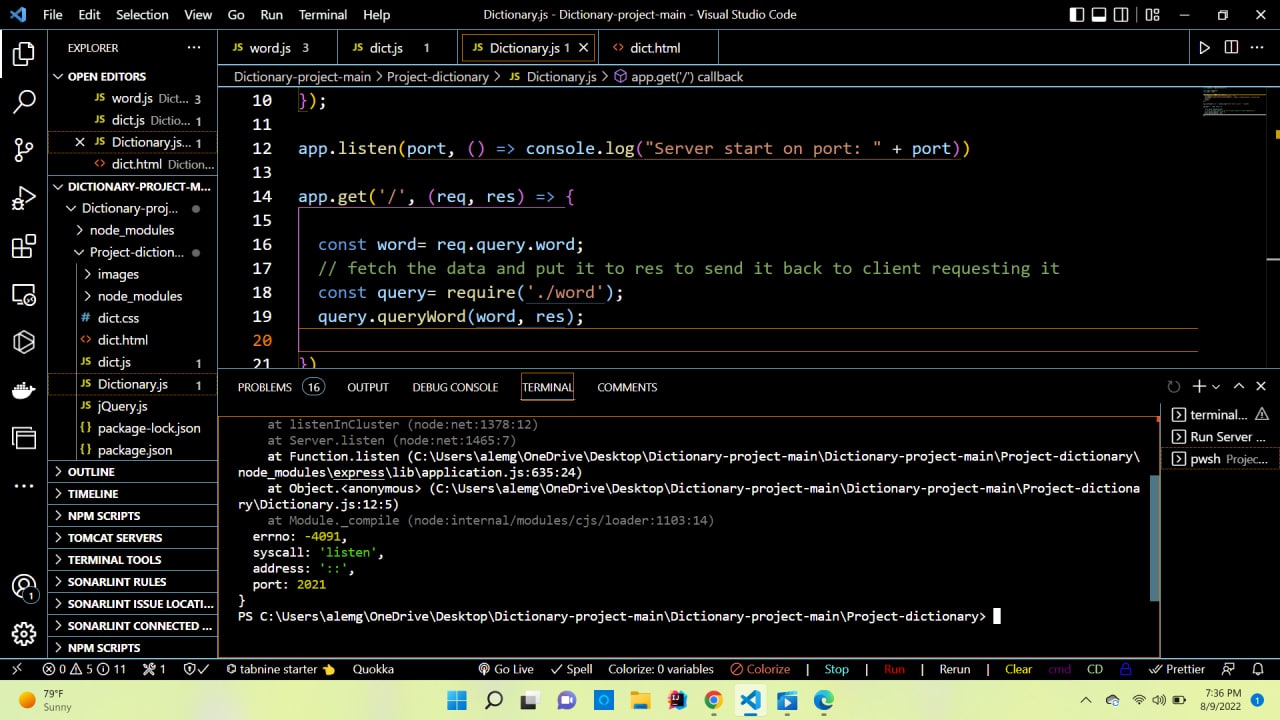 File Edit Selection View Go Run Terminal Help Dictionary.js - Dictionary-project-main - Visual Studio Code
EXPLORER
JS word.js 3 JS dict.js 1 JS Dictionary.js 1 <> dict.html
OPEN EDITORS
JS word.js Dict... 3
JS dict.js Dictio... 1
JS Dictionary.js... 1
<> dict.html Diction...
DICTIONARY-PROJECT-M...
Dictionary-proj...
node_modules
Project-diction...
images
node_modules
# dict.css
<> dict.html
JS dict.js 1
JS Dictionary.js 1
JS jQuery.js
{} package-lock.json
{} package.json
OUTLINE
TIMELINE
NPM SCRIPTS
TOMCAT SERVERS
TERMINAL TOOLS
SONARLINT RULES
SONARLINT ISSUE LOCATI...
SONARLINT CONNECTED ...
NPM SCRIPTS
Dictionary-project-main > Project-dictionary > JS Dictionary.js > app.get('/') callback
10 });
11
12 app.listen(port, () => console.log("Server start on port: " + port))
13
14 app.get('/', (req, res) => {
15
16 const word= req.query.word;
17 // fetch the data and put it to res to send it back to client requesting it
18 const query= require('./word');
19 query.queryWord(word, res);
20
21 })
PROBLEMS 16 OUTPUT DEBUG CONSOLE TERMINAL COMMENTS
at listenInCluster (node:net:1378:12)
at Server.listen (node:net:1465:7)
at Function.listen (C:\Users\alemg\OneDrive\Desktop\Dictionary-project-main\Dictionary-project-main\Project-dictionary\
node_modules\express\lib\application.js:635:24)
at Object.<anonymous> (C:\Users\alemg\OneDrive\Desktop\Dictionary-project-main\Dictionary-project-main\Project-dictiona
ry\Dictionary.js:12:5)
at Module._compile (node:internal/modules/cjs/loader:1103:14)
errno: -4091,
syscall: 'listen',
address: '::',
port: 2021
}
PS C:\Users\alemg\OneDrive\Desktop\Dictionary-project-main\Dictionary-project-main\Project-dictionary>
terminal...
Run Server ...
pwsh Projec...
0 5 11 1 tabnine starter Quokka Go Live Spell Colorize: 0 variables Colorize | Stop Run Rerun | Clear cmd CD Prettier
79°F
Sunny
7:36 PM
8/9/2022
1